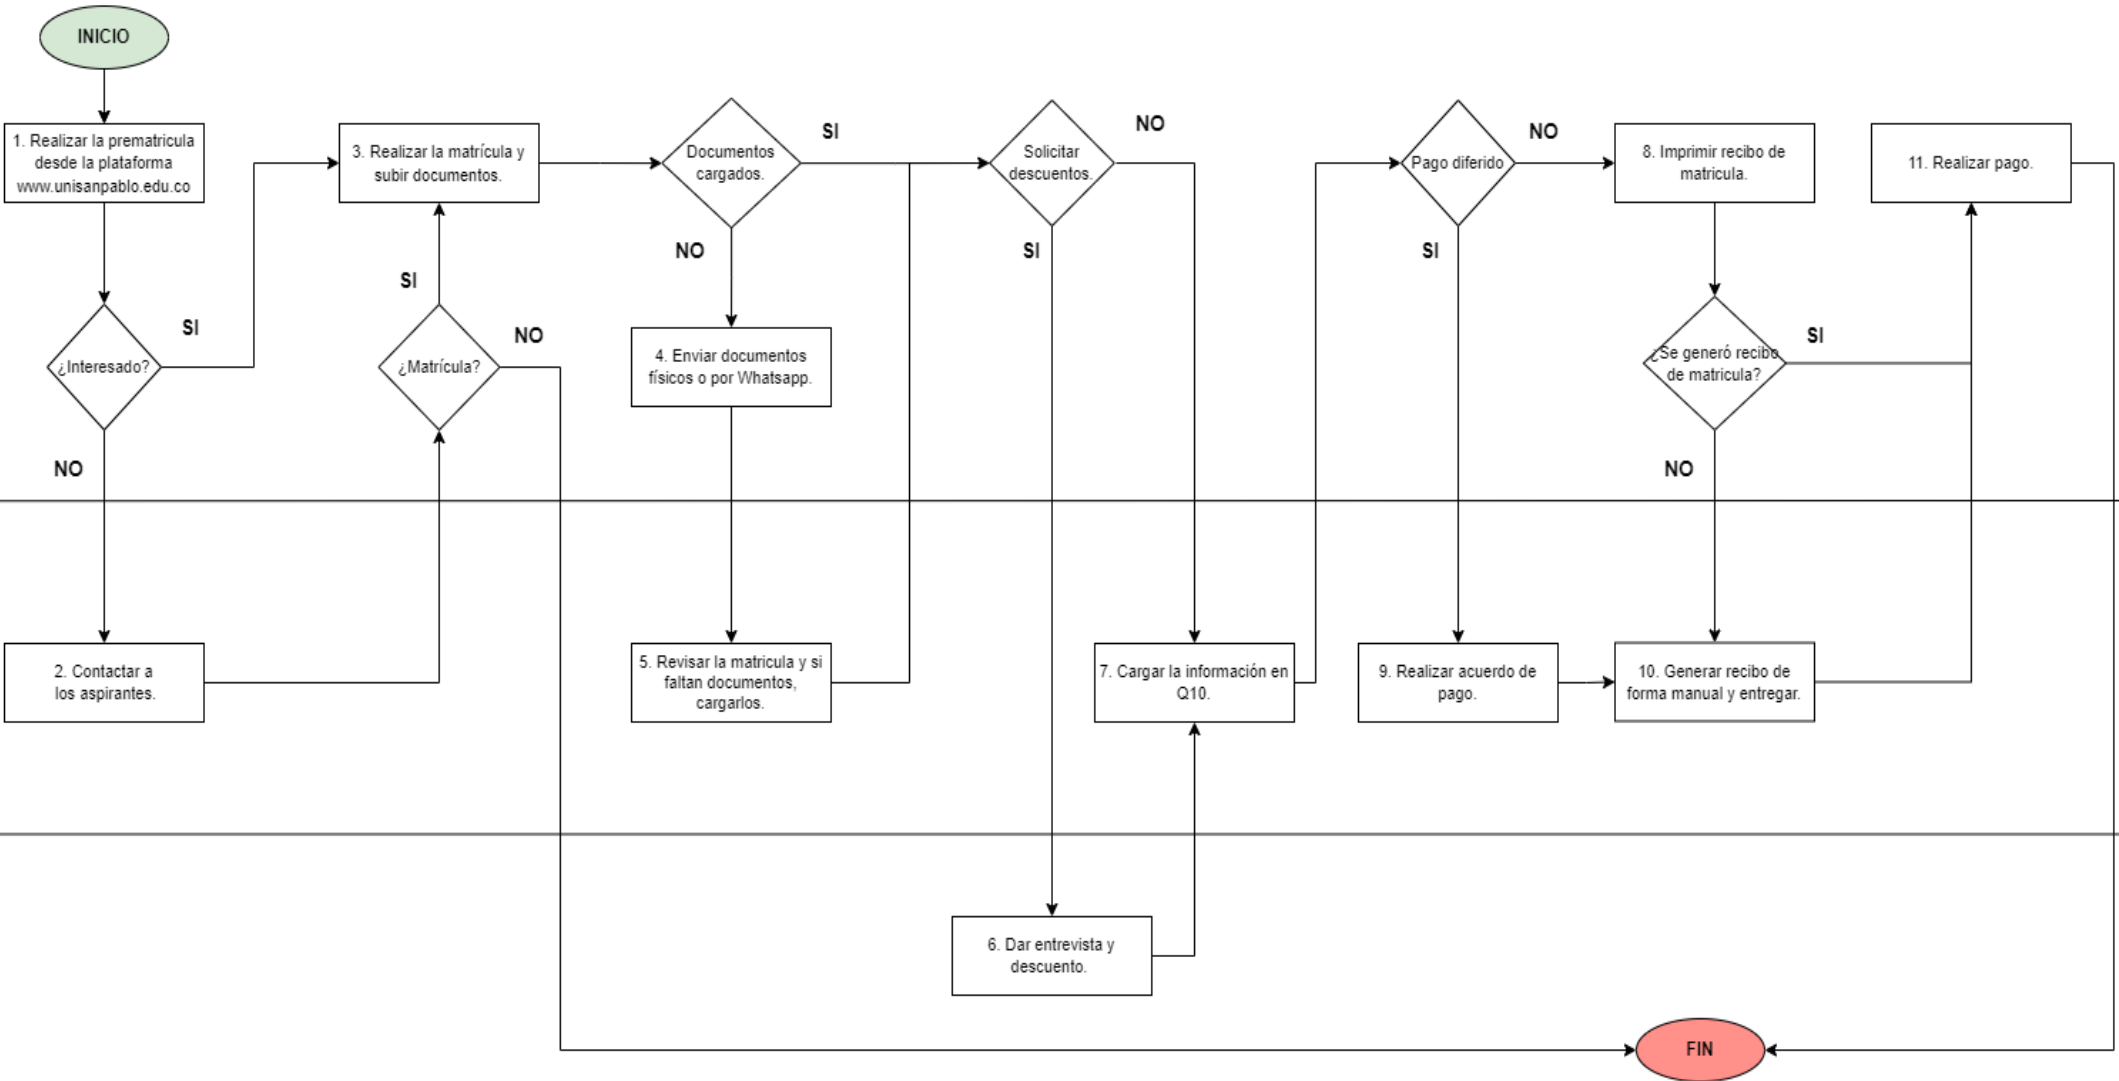 INICIO
1. Realizar la prematricula
desde la plataforma
www.unisanpablo.edu.co
¿Interesado?
SI
NO
2. Contactar a
los aspirantes.
3. Realizar la matrícula y
subir documentos.
SI
¿Matrícula?
NO
Documentos
cargados.
SI
NO
4. Enviar documentos
físicos o por Whatsapp.
5. Revisar la matricula y si
faltan documentos,
cargarlos.
Solicitar
descuentos.
NO
SI
6. Dar entrevista y
descuento.
7. Cargar la información en
Q10.
Pago diferido
NO
SI
8. Imprimir recibo de
matricula.
¿Se generó recibo
de matricula?
SI
NO
9. Realizar acuerdo de
pago.
10. Generar recibo de
forma manual y entregar.
11. Realizar pago.
FIN